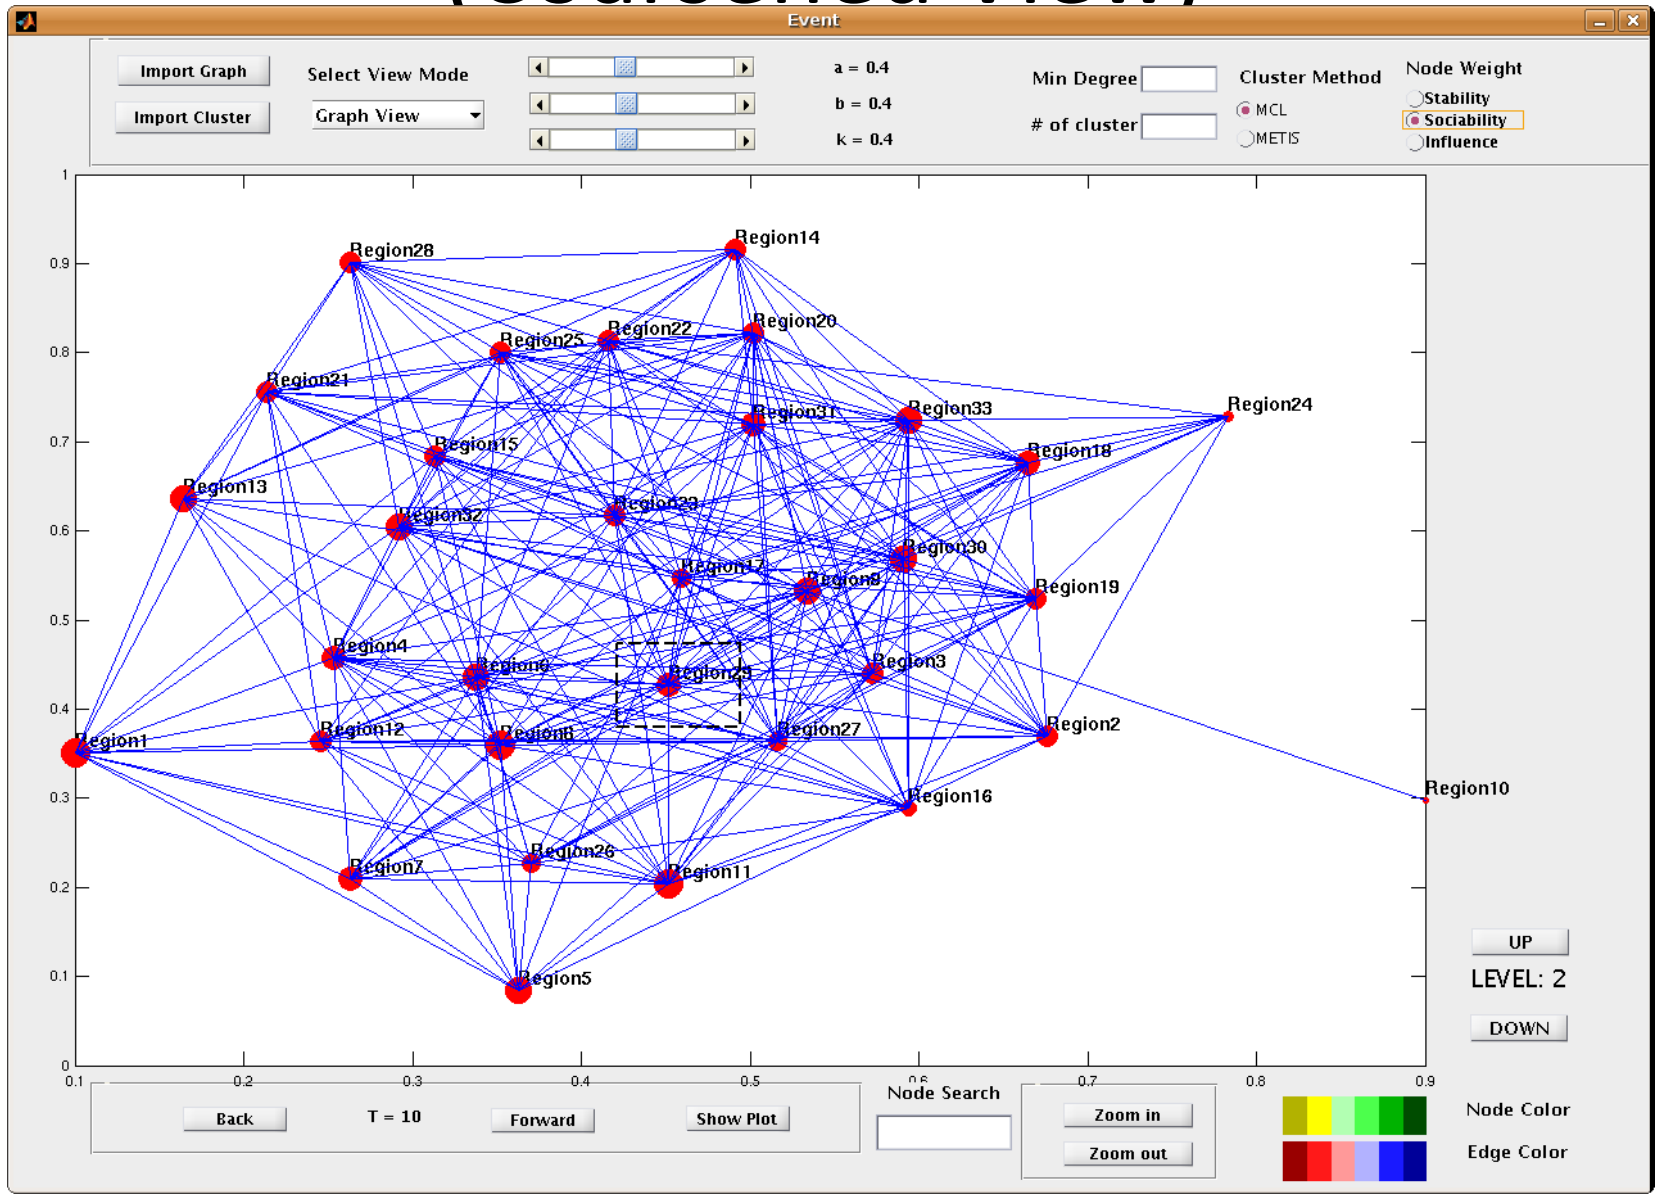 Event
Import Graph
Import Cluster
Select View Mode
Graph View
a = 0.4
b = 0.4
k = 0.4
Min Degree
# of cluster
Cluster Method
MCL
METIS
Node Weight
Stability
Sociability
Influence
1
0.9
0.8
0.7
0.6
0.5
0.4
0.3
0.2
0.1
0
Region28
Region14
Region20
Region22
Region25
Region21
Region24
Region33
Region31
Region15
Region18
Region13
Region23
Region32
Region30
Region17
Region9
Region19
Region4
Region3
Region29
Region2
Region27
Region12
Region1
Region10
Region16
Region26
Region7
Region11
Region5
0.1
0.2
0.3
0.4
0.5
0.6
0.7
0.8
0.9
UP
LEVEL: 2
DOWN
Back
T = 10
Forward
Show Plot
Node Search
Zoom in
Zoom out
Node Color
Edge Color